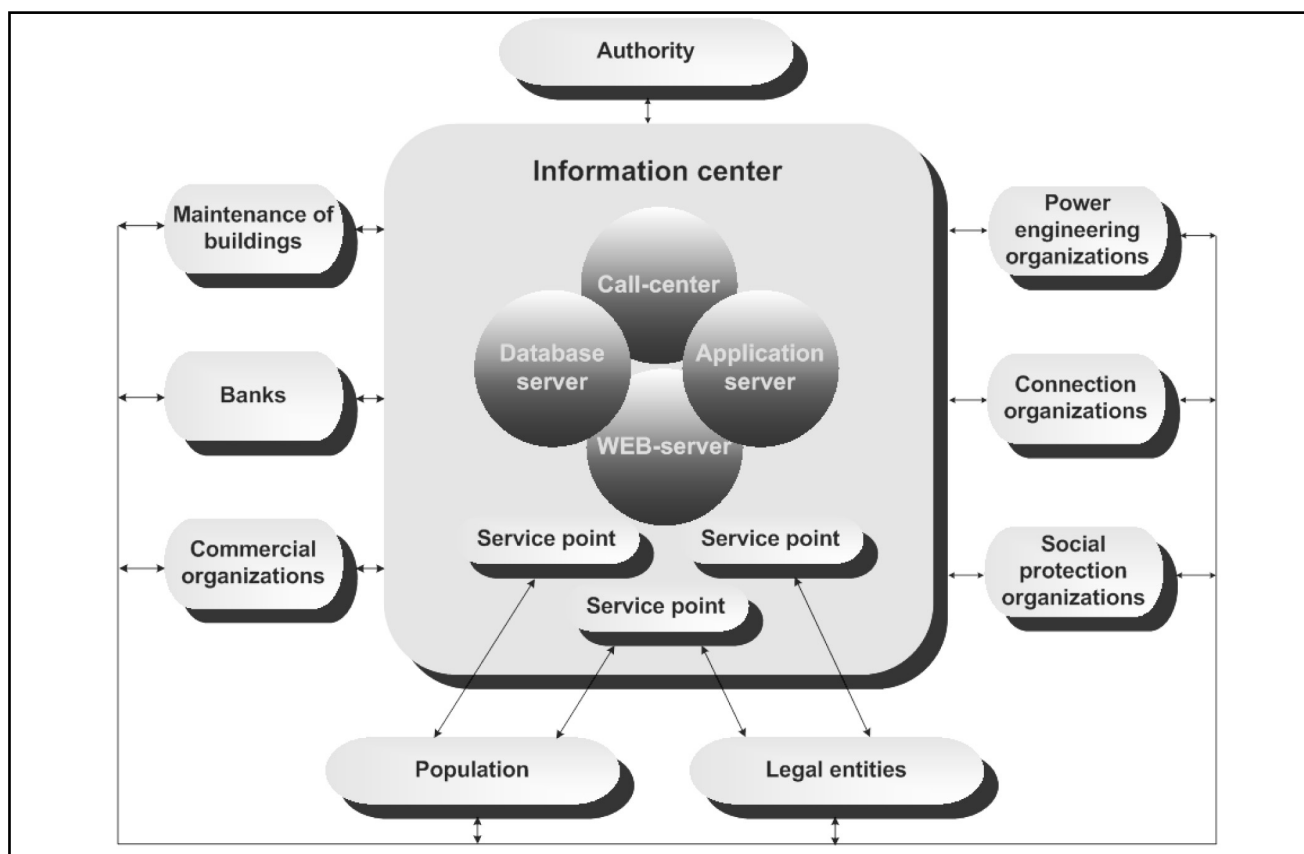 Authority
Information center
Maintenance of
buildings
Call-center
Power
engineering
organizations
Database
server
Application
server
Banks
Connection
organizations
WEB-server
Commercial
organizations
Service point
Service point
Social
protection
organizations
Service point
Population
Legal entities